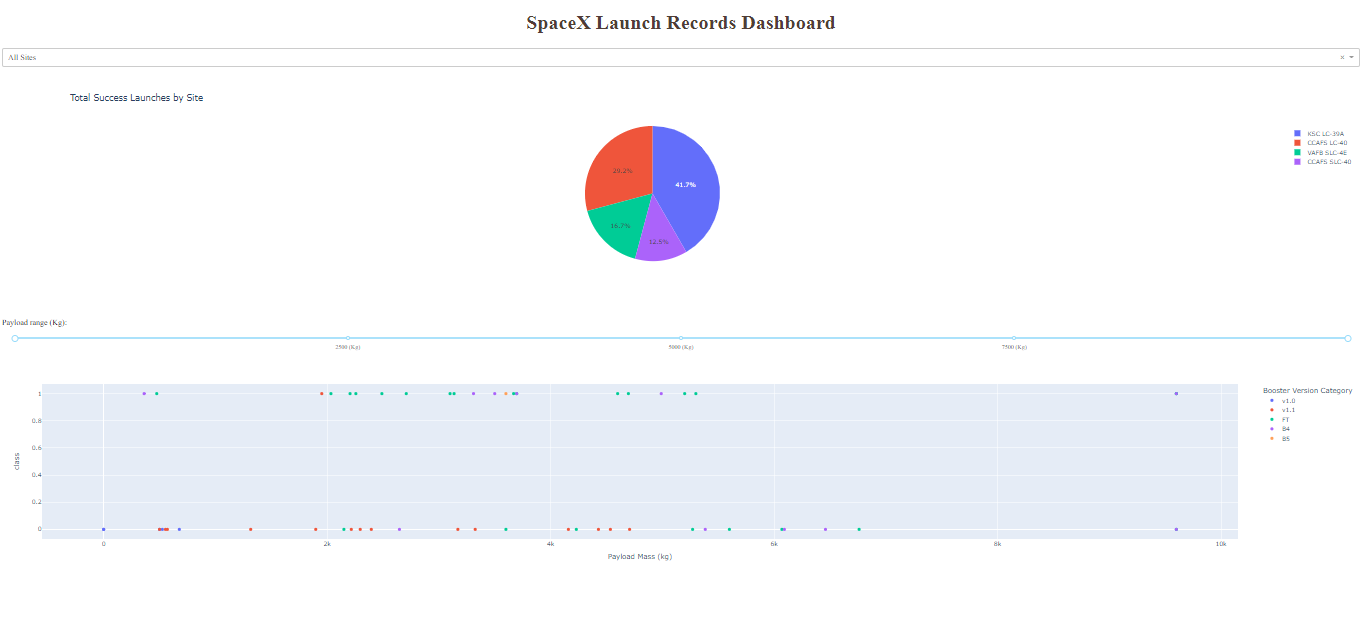 SpaceX Launch Records Dashboard
All Sites
Total Success Launches by Site
KSC LC-39A
CCAFS LC-40
VAFB SLC-4E
CCAFS SLC-40
29.2%
41.7%
16.7%
12.5%
Payload range (Kg):
2500 (Kg) 5000 (Kg) 7500 (Kg)
Booster Version Category
v1.0
v1.1
FT
B4
B5
class
1
0.8
0.6
0.4
0.2
0
0 2k 4k 6k 8k 10k
Payload Mass (kg)